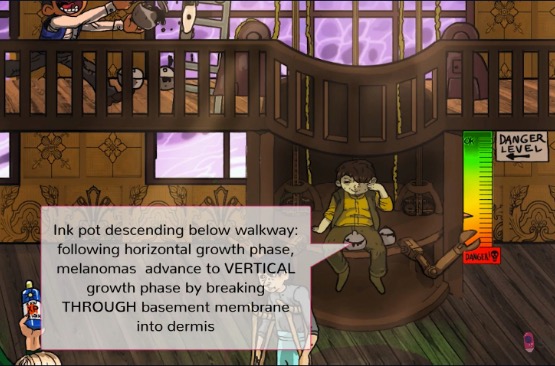 DANGER
LEVEL
OK!
Ink pot descending below walkway:
following horizontal growth phase,
melanomas advance to VERTICAL
growth phase by breaking
THROUGH basement membrane
into dermis
DANGER!